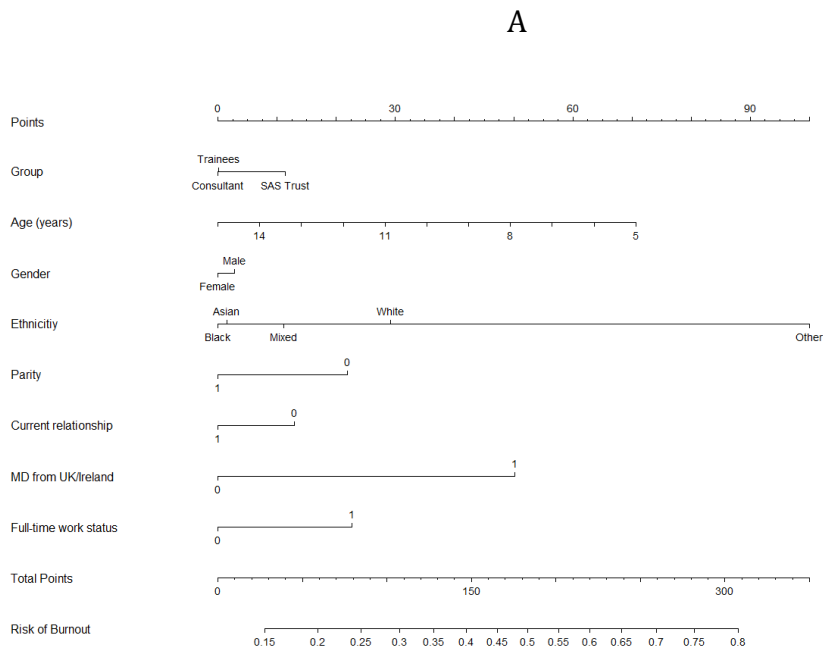 A
0 30 60 90
Points
Trainees
Group
Consultant SAS Trust
Age (years)
14 11 8 5
Male
Gender
Female
Asian White
Ethnicitiy
Black Mixed Other
0
Parity
1
0
Current relationship
1
1
MD from UK/Ireland
0
1
Full-time work status
0
Total Points
0 150 300
Risk of Burnout
0.15 0.2 0.25 0.3 0.35 0.4 0.45 0.5 0.55 0.6 0.65 0.7 0.75 0.8